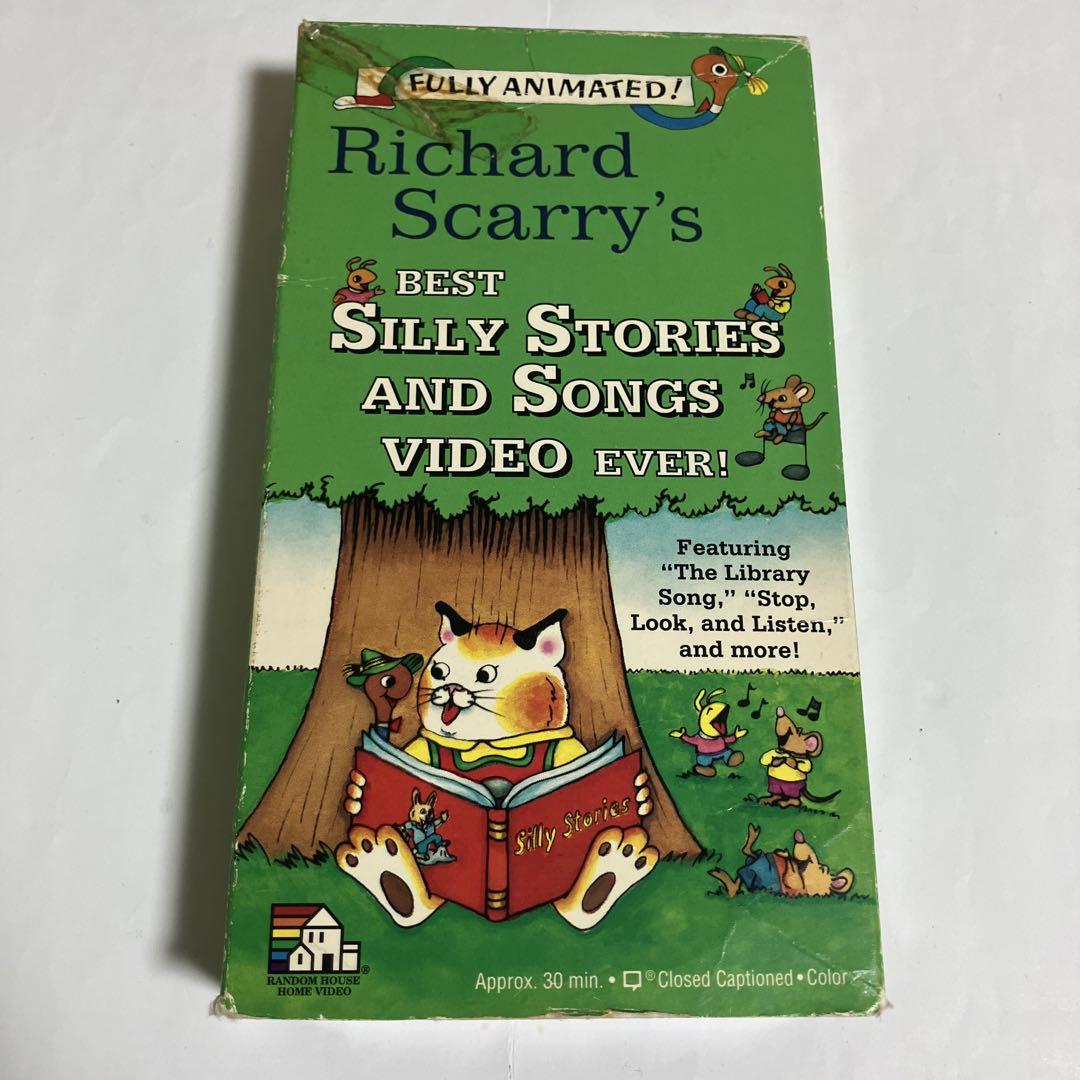 FULLY ANIMATED!
Richard
Scarry's
BEST
SILLY STORIES
AND SONGS
VIDEO EVER!
Featuring
“The Library
Song,” “Stop,
Look, and Listen,”
and more!
Silly Stories
RANDOM HOUSE ®
HOME VIDEO
Approx. 30 min. • ® Closed Captioned • Color